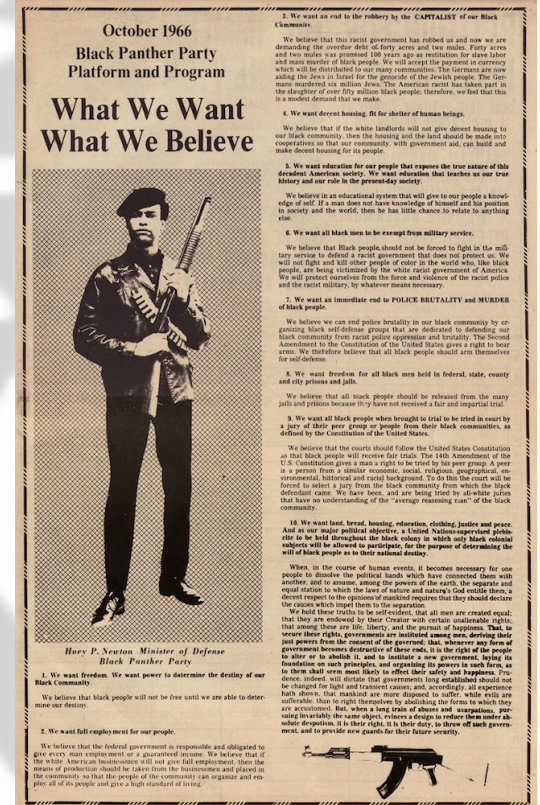 October 1966
Black Panther Party
Platform and Program
What We Want
What We Believe
Huey P. Newton Minister of Defense
Black Panther Party
1. We want freedom. We want power to determine the destiny of our
Black Community.
We believe that black people will not be free until we are able to deter-
mine our destiny.
2. We want full employment for our people.
We believe that the federal government is responsible and obligated to
give every man employment or a guaranteed income. We believe that if
the white American businessmen will not give full employment, then the
means of production should be taken from the businessmen and placed in
the community so that the people of the community can organize and em-
ploy all of its people and give a high standard of living.
3. We want an end to the robbery by the CAPITALIST of our Black
Community.
We believe that this racist government has robbed us and now we are
demanding the overdue debt of forty acres and two mules. Forty acres
and two mules was promised 100 years ago as restitution for slave labor
and mass murder of black people. We will accept the payment in currency
which will be distributed to our many communities. The Germans are now
aiding the Jews in Israel for the genocide of the Jewish people. The Ger-
mans murdered six million Jews. The American racist has taken part in
the slaughter of over fifty million black people; therefore, we feel that this
is a modest demand that we make.
4. We want decent housing, fit for shelter of human beings.
We believe that if the white landlords will not give decent housing to
our black community, then the housing and the land should be made into
cooperatives so that our community, with government aid, can build and
make decent housing for its people.
5. We want education for our people that exposes the true nature of this
decadent American society. We want education that teaches us our true
history and our role in the present-day society.
We believe in an educational system that will give to our people a knowl-
edge of self. If a man does not have knowledge of himself and his position
in society and the world, then he has little chance to relate to anything
else.
6. We want all black men to be exempt from military service.
We believe that Black people should not be forced to fight in the mili-
tary service to defend a racist government that does not protect us. We
will not fight and kill other people of color in the world who, like black
people, are being victimized by the white racist government of America.
We will protect ourselves from the force and violence of the racist police
and the racist military, by whatever means necessary.
7. We want an immediate end to POLICE BRUTALITY and MURDER
of black people.
We believe we can end police brutality in our black community by or-
ganizing black self-defense groups that are dedicated to defending our
black community from racist police oppression and brutality. The Second
Amendment to the Constitution of the United States gives a right to bear
arms. We therefore believe that all black people should arm themselves
for self-defense.
8. We want freedom for all black men held in federal, state, county
and city prisons and jails.
We believe that all black people should be released from the many
jails and prisons because they have not received a fair and impartial trial.
9. We want all black people when brought to trial to be tried in court by
a jury of their peer group or people from their black communities, as
defined by the Constitution of the United States.
We believe that the courts should follow the United States Constitution
so that black people will receive fair trials. The 14th Amendment of the
U.S. Constitution gives a man a right to be tried by his peer group. A peer
is a person from a similar economic, social, religious, geographical, en-
vironmental, historical and racial background. To do this the court will be
forced to select a jury from the black community from which the black
defendant came. We have been, and are being tried by all-white juries
that have no understanding of the "average reasoning man" of the black
community.
10. We want land, bread, housing, education, clothing, justice and peace.
And as our major political objective, a United Nations-supervised plebis-
cite to be held throughout the black colony in which only black colonial
subjects will be allowed to participate, for the purpose of determining the
will of black people as to their national destiny.
When, in the course of human events, it becomes necessary for one
people to dissolve the political bands which have connected them with
another, and to assume, among the powers of the earth, the separate and
equal station to which the laws of nature and nature's God entitle them, a
decent respect to the opinions of mankind requires that they should declare
the causes which impel them to the separation.
We hold these truths to be self-evident, that all men are created equal;
that they are endowed by their Creator with certain unalienable rights;
that among these are life, liberty, and the pursuit of happiness. That, to
secure these rights, governments are instituted among men, deriving their
just powers from the consent of the governed; that, whenever any form of
government becomes destructive of these ends, it is the right of the people
to alter or to abolish it, and to institute a new government, laying its
foundation on such principles, and organizing its powers in such form, as
to them shall seem most likely to effect their safety and happiness. Pru-
dence, indeed, will dictate that governments long established should not
be changed for light and transient causes; and, accordingly, all experience
hath shown, that mankind are more disposed to suffer, while evils are
sufferable, than to right themselves by abolishing the forms to which they
are accustomed. But, when a long train of abuses and usurpations, pur-
suing invariably the same object, evinces a design to reduce them under ab-
solute despotism, it is their right, it is their duty, to throw off such govern-
ment, and to provide new guards for their future security.